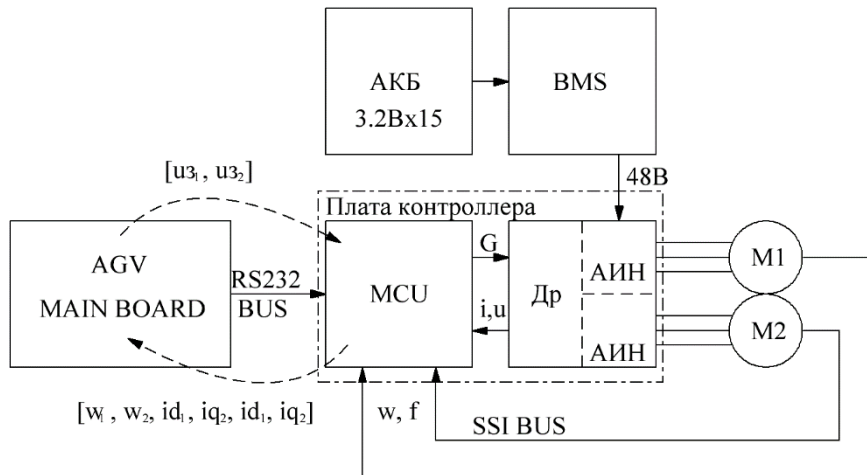 АКБ
3.2Вх15
BMS
[uз₁ , uз₂]
48В
Плата контроллера
AGV
MAIN BOARD
RS232
BUS
MCU
G
i,u
Др
АИН
АИН
M1
M2
[w₁ , w₂, id₁, iq₂, id₁, iq₂]
w, f
SSI BUS